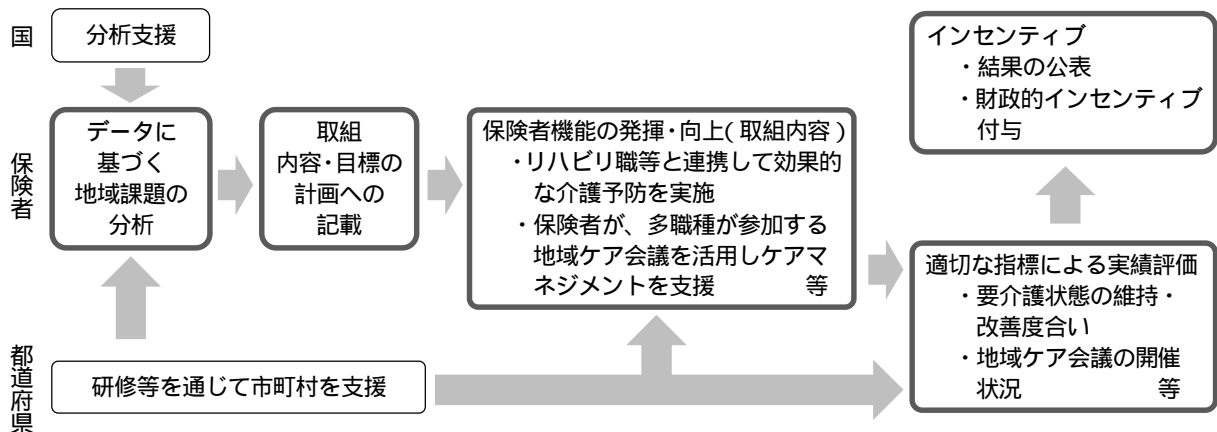 国
分析支援
保険者
データに
基づく
地域課題の
分析
取組
内容・目標の
計画への
記載
保険者機能の発揮・向上(取組内容)
・リハビリ職等と連携して効果的
な介護予防を実施
・保険者が、多職種が参加する
地域ケア会議を活用しケアマ
ネジメントを支援 等
インセンティブ
・結果の公表
・財政的インセンティブ
付与
適切な指標による実績評価
・要介護状態の維持・
改善度合い
・地域ケア会議の開催
状況 等
都道府県
研修等を通じて市町村を支援